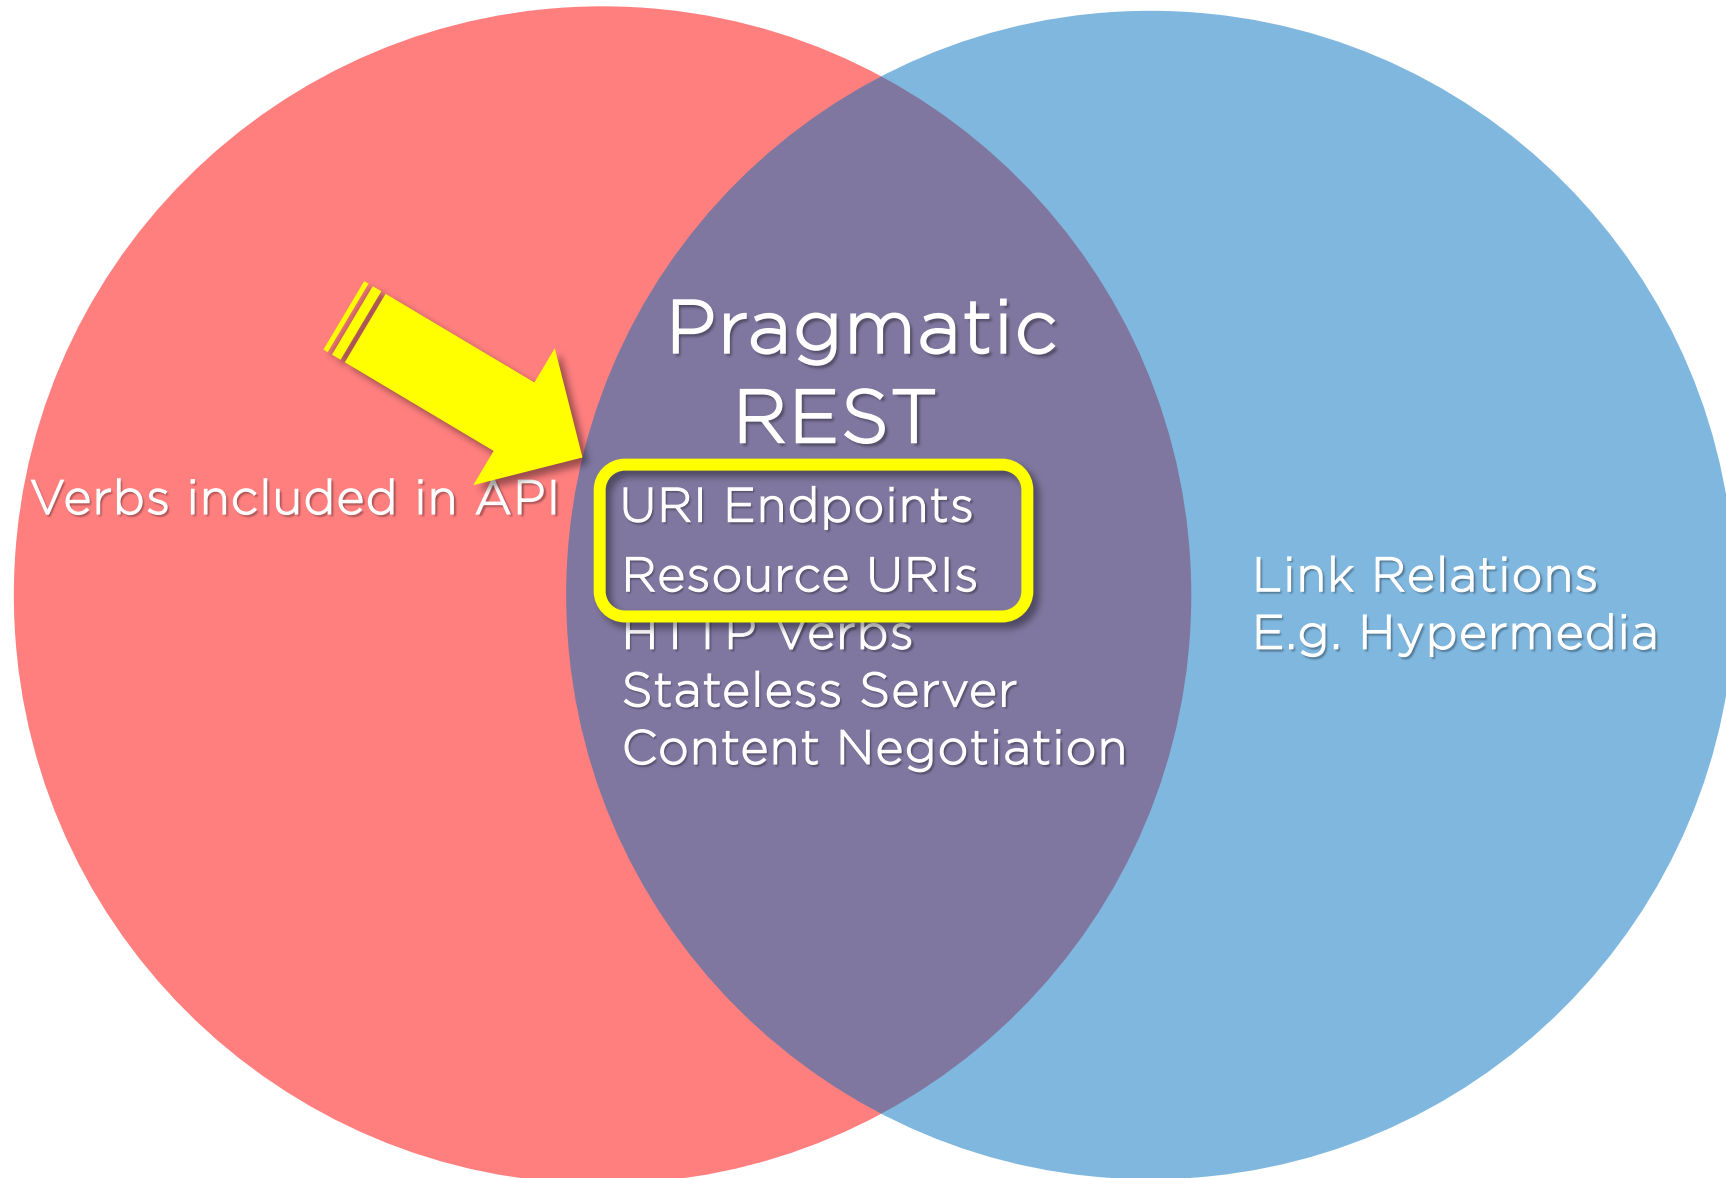 Pragmatic
REST
Verbs included in API
URI Endpoints
Resource URIs
HTTP Verbs
Stateless Server
Content Negotiation
Link Relations
E.g. Hypermedia